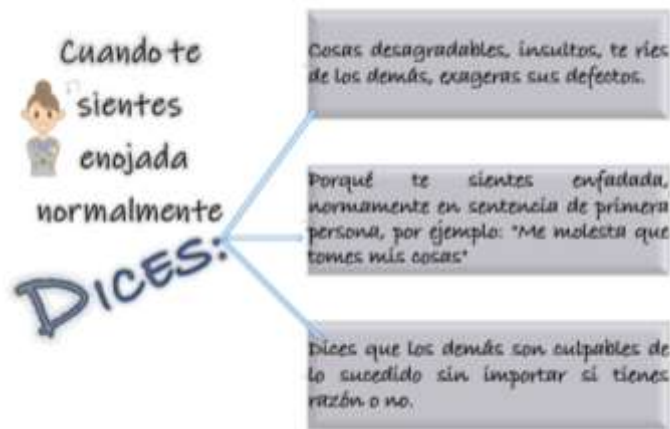 Cuando te
sientes
enojada
normalmente
DICES:
Cosas desagradables, insultos, te ries
de los demás, exageras sus defectos.
Porqué te sientes enfadada,
normamente en sentencia de primera
persona, por ejemplo: "Me molesta que
tomes mis cosas"
Dices que los demás son culpables de
lo sucedido sin importar si tienes
razón o no.